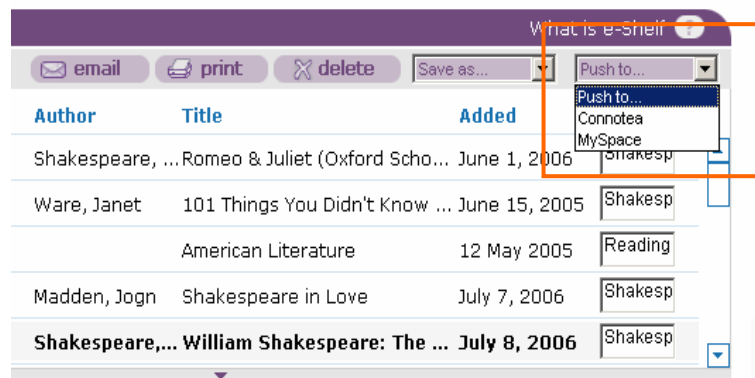 What is e-Shelf ?
email print delete Save as... Push to...
Push to...
Connotea
MySpace
Author Title Added
Shakespeare, ... Romeo & Juliet (Oxford Scho... June 1, 2006 Shakesp
Ware, Janet 101 Things You Didn't Know ... June 15, 2005 Shakesp
American Literature 12 May 2005 Reading
Madden, Jogn Shakespeare in Love July 7, 2006 Shakesp
Shakespeare,... William Shakespeare: The ... July 8, 2006 Shakesp